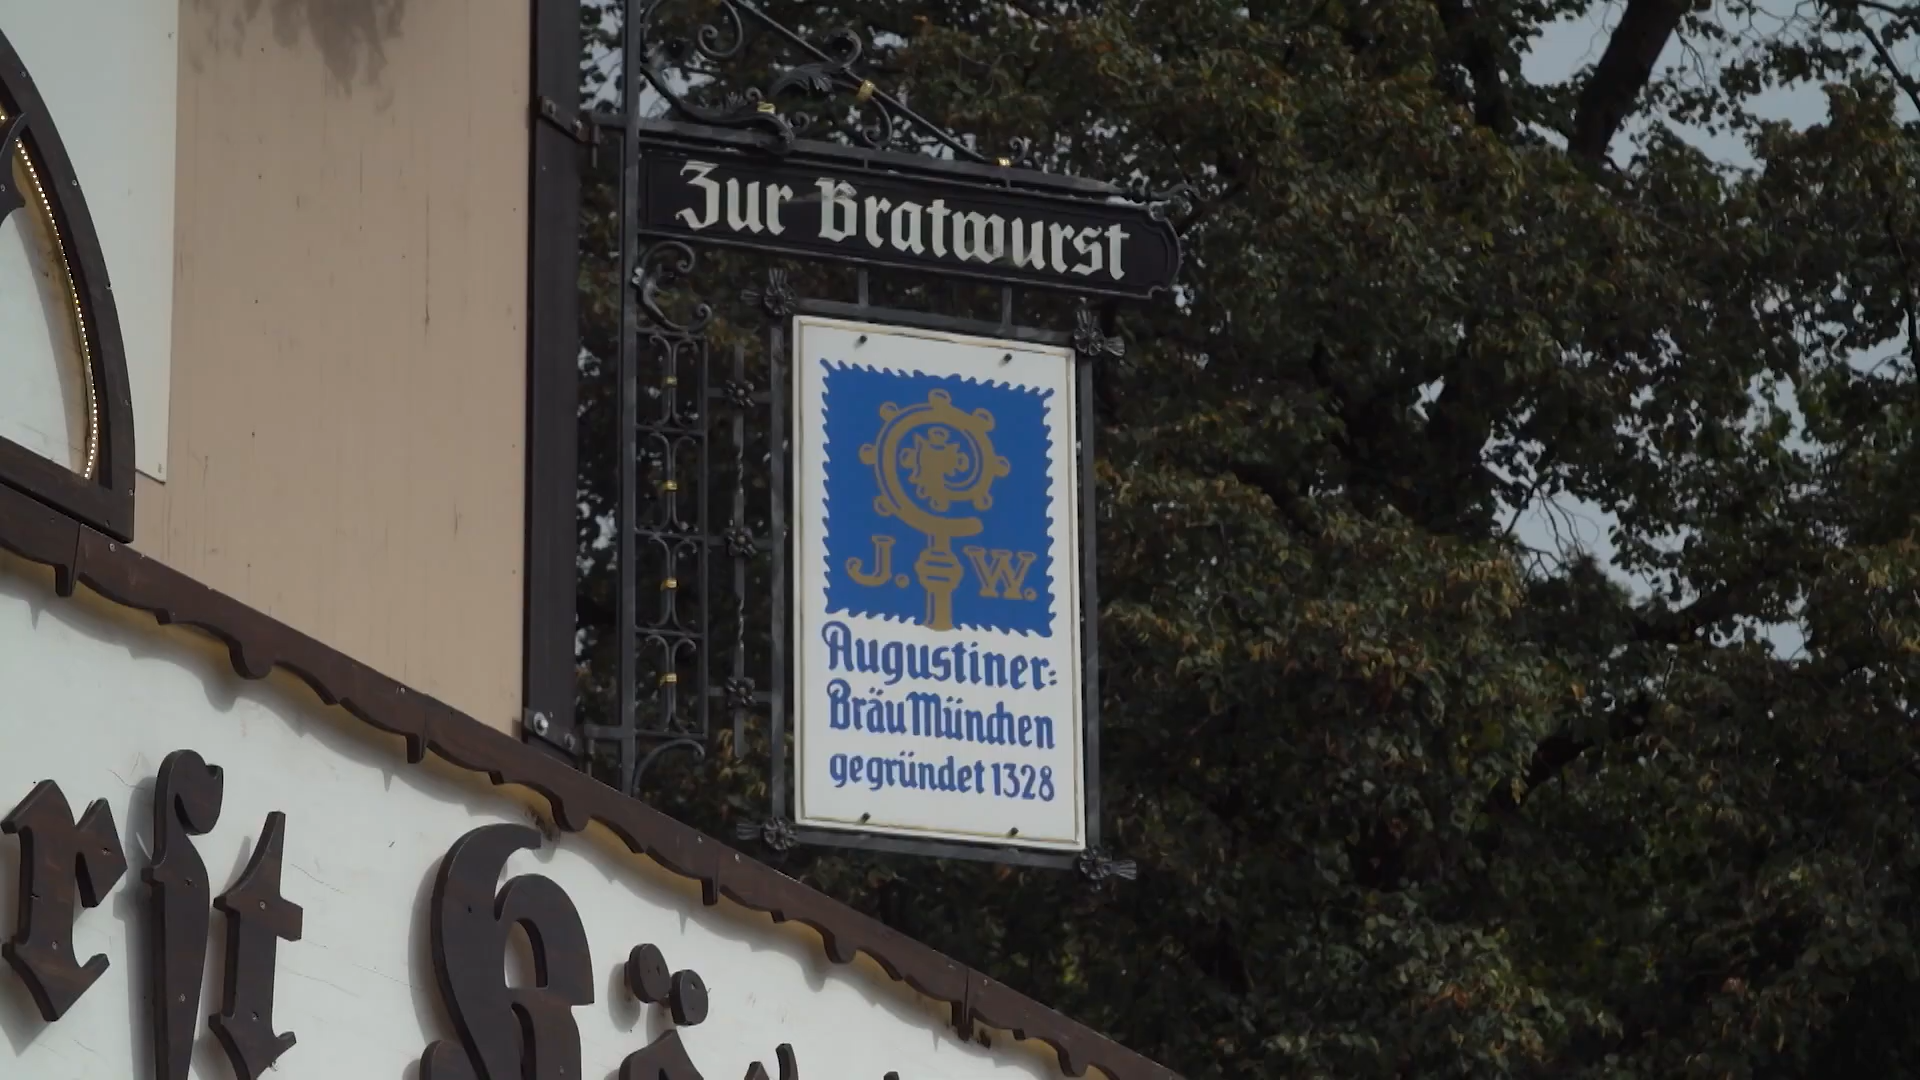 Zur Bratwurst
J. W.
Augustiner:
Bräu München
gegründet 1328